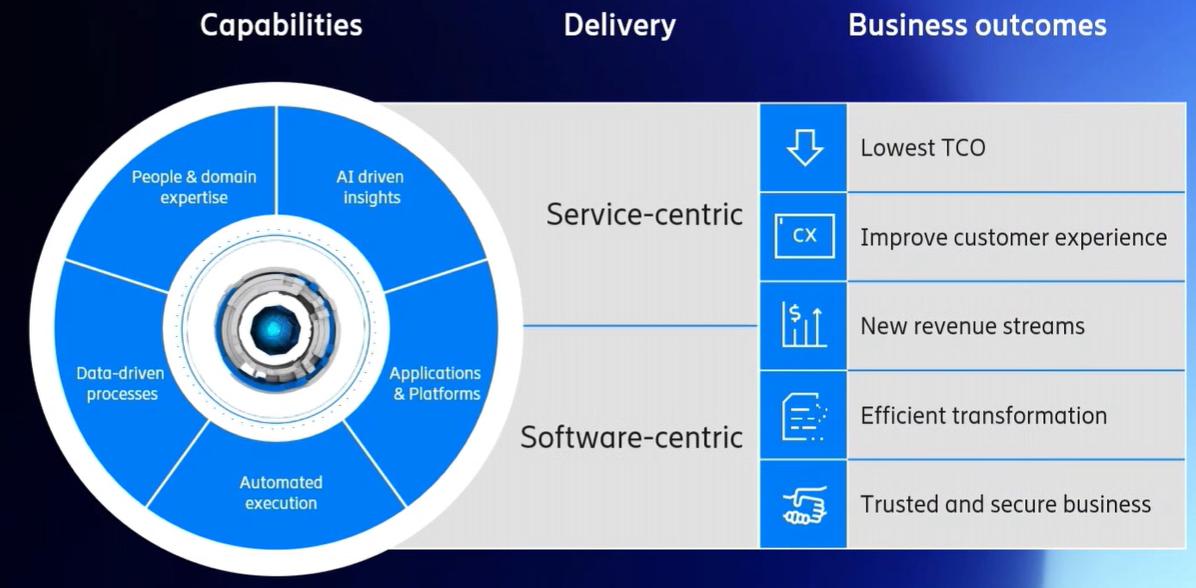 Capabilities
Delivery
Business outcomes
People & domain
expertise
AI driven
insights
Data-driven
processes
Applications
& Platforms
Automated
execution
Service-centric
Software-centric
Lowest TCO
CX
Improve customer experience
$
New revenue streams
Efficient transformation
Trusted and secure business